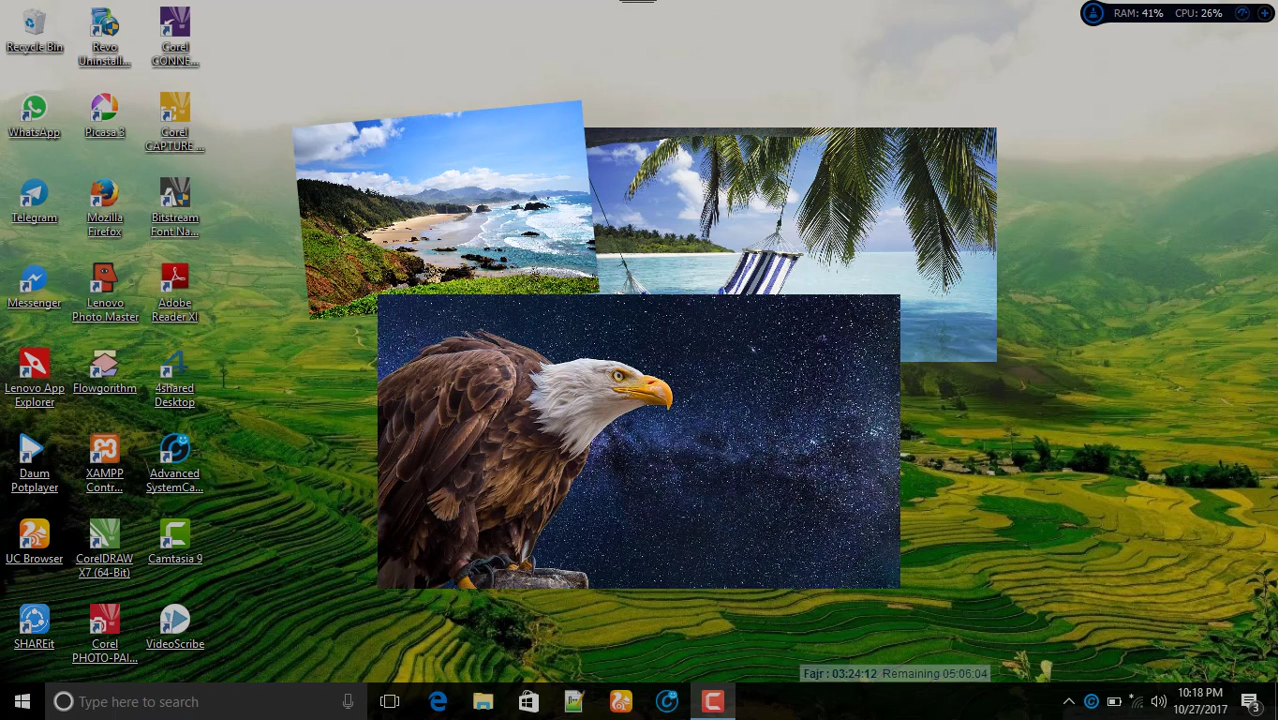 RAM: 41% CPU: 26%
Recycle Bin
Revo
Uninstall...
Corel
CONNE...
WhatsApp
Picasa 3
Corel
CAPTURE ...
Telegram
Mozilla
Firefox
Bitstream
Font Na...
Messenger
Lenovo
Photo Master
Adobe
Reader XI
Lenovo App
Explorer
Flowgorithm
4shared
Desktop
Daum
Potplayer
XAMPP
Contr...
Advanced
SystemCa...
UC Browser
CorelDRAW
X7 (64-Bit)
Camtasia 9
SHAREit
Corel
PHOTO-PAI...
VideoScribe
Fajr : 03:24:12 Remaining 05:06:04
Type here to search
10:18 PM
10/27/2017
3